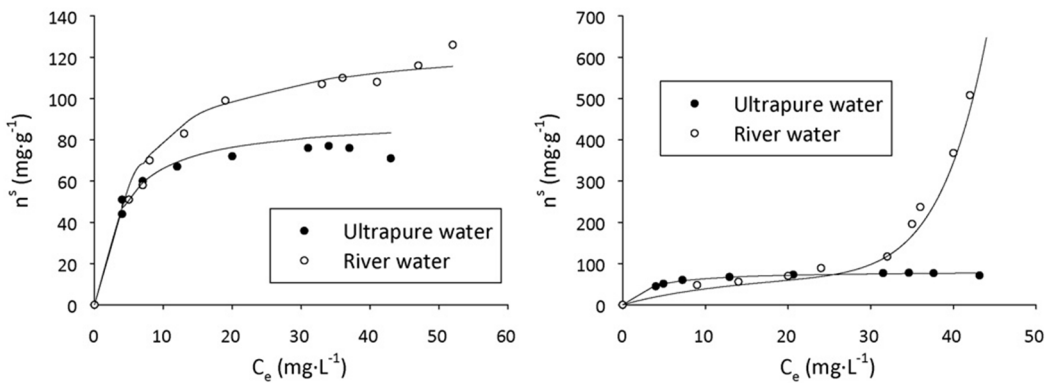 140
120
100
80
60
40
20
0
n^s (mg·g^-1)
0 10 20 30 40 50 60
C_e (mg·L^-1)
Ultrapure water
River water
700
600
500
400
300
200
100
0
n^s (mg·g^-1)
0 10 20 30 40 50
C_e (mg·L^-1)
Ultrapure water
River water